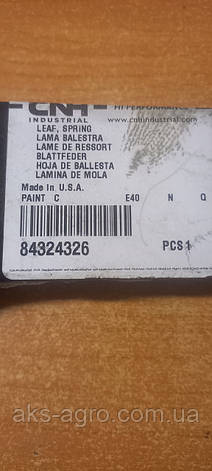 CNH
INDUSTRIAL
HI PERFORMANCE
www.cnhindustrial.com
LEAF, SPRING
LAMA BALESTRA
LAME DE RESSORT
BLATTFEDER
HOJA DE BALLESTA
LAMINA DE MOLA
Made In U.S.A.
PAINT C E40 N Q
84324326 PCS 1
aks-agro.com.ua